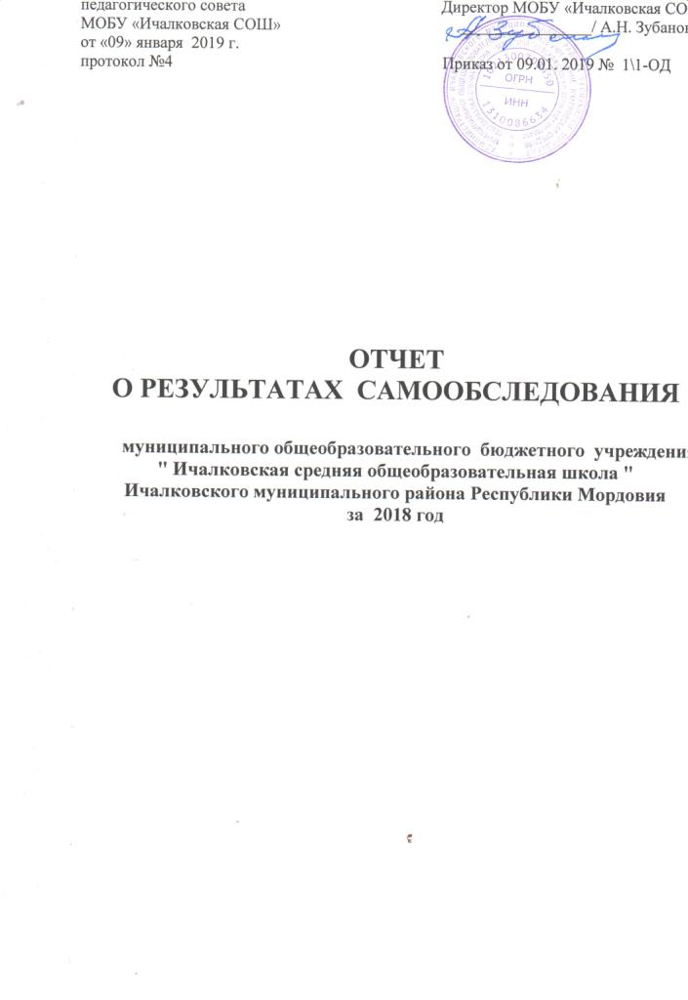 педагогического совета
МОБУ «Ичалковская СОШ»
от «09» января 2019 г.
протокол №4
Директор МОБУ «Ичалковская СО
/ А.Н. Зубанов
Приказ от 09.01. 2019 № 1\1-ОД
ОГРН
ИНН
1310086634
ОТЧЕТ
О РЕЗУЛЬТАТАХ САМООБСЛЕДОВАНИЯ
муниципального общеобразовательного бюджетного учреждени
" Ичалковская средняя общеобразовательная школа "
Ичалковского муниципального района Республики Мордовия
за 2018 год